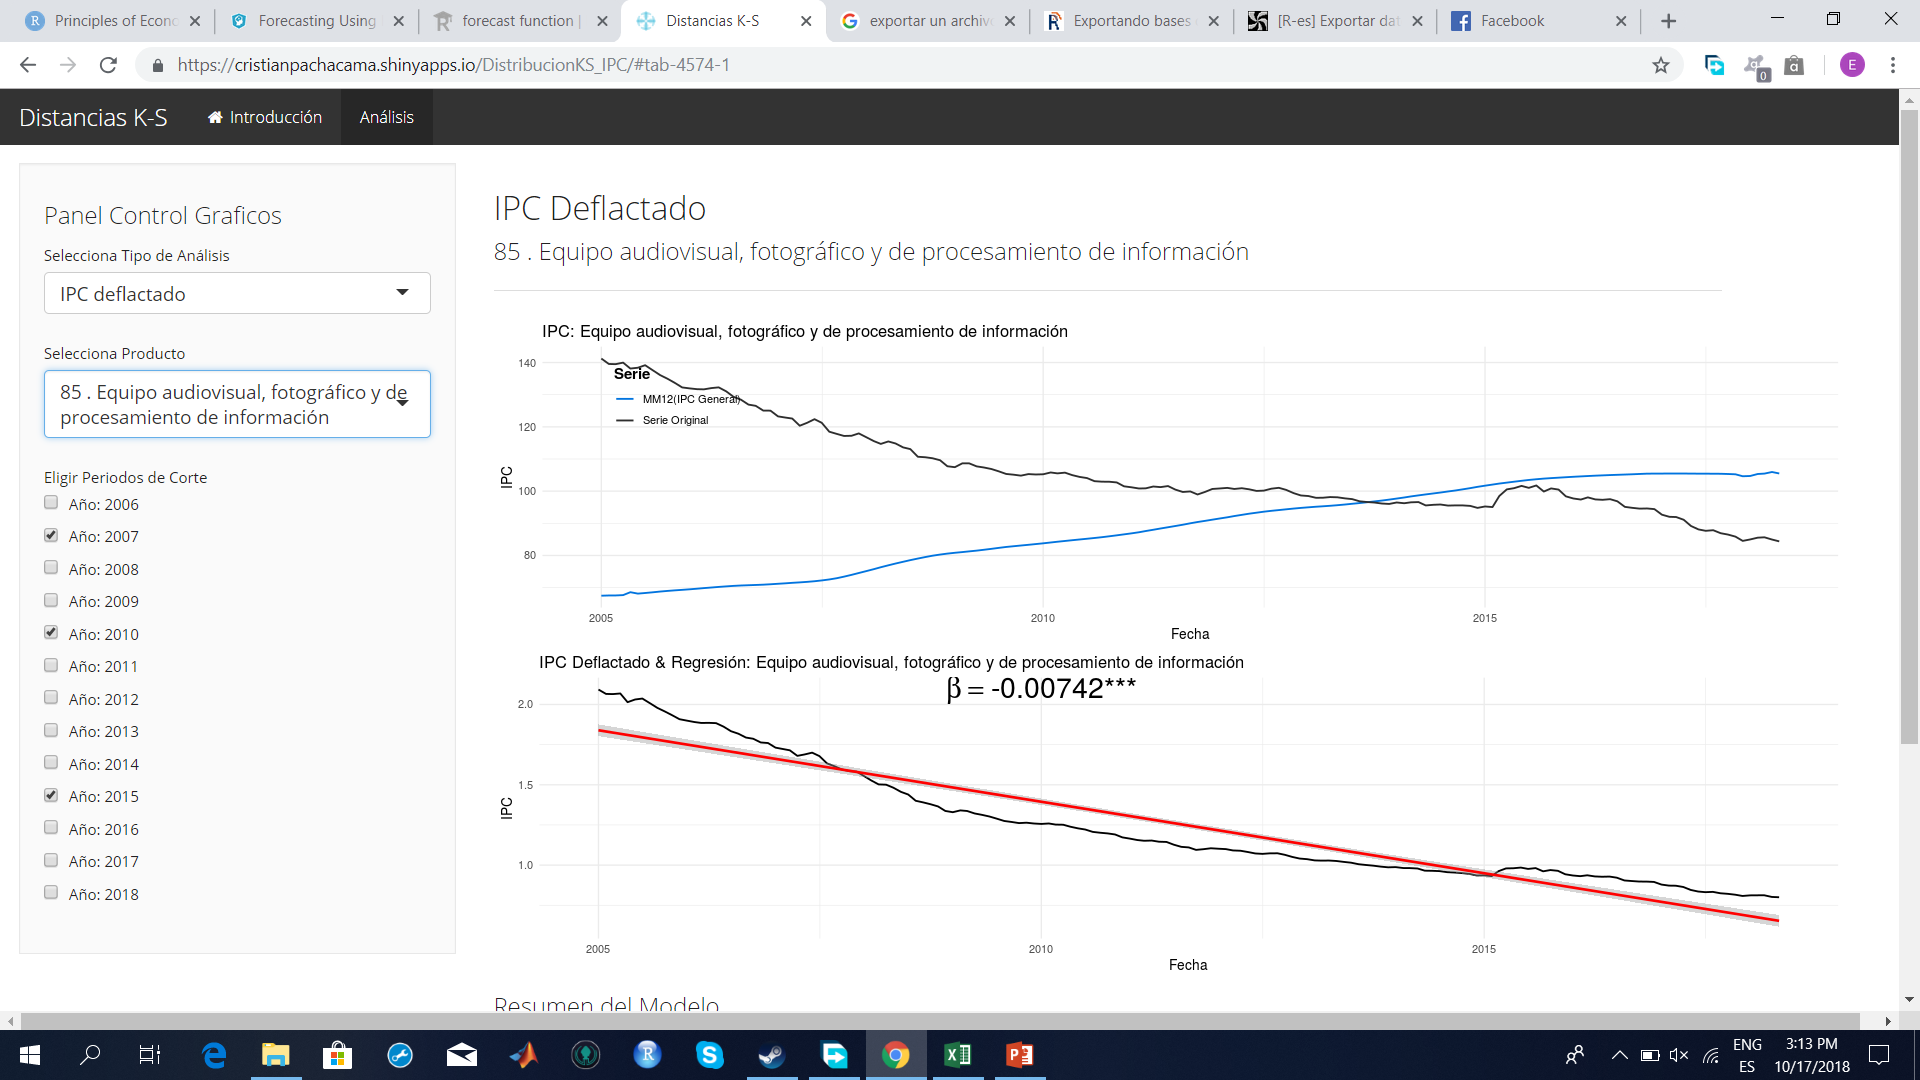 Principles of Econo
Forecasting Using
forecast function |
Distancias K-S
exportar un archivo
Exportando bases
[R-es] Exportar dat
Facebook
https://cristianpachacama.shinyapps.io/DistribucionKS_IPC/#tab-4574-1
0
a
E
Distancias K-S
Introducción
Análisis
Panel Control Graficos
Selecciona Tipo de Análisis
IPC deflactado
Selecciona Producto
85 . Equipo audiovisual, fotográfico y de
procesamiento de información
Eligir Periodos de Corte
Año: 2006
Año: 2007
Año: 2008
Año: 2009
Año: 2010
Año: 2011
Año: 2012
Año: 2013
Año: 2014
Año: 2015
Año: 2016
Año: 2017
Año: 2018
IPC Deflactado
85 . Equipo audiovisual, fotográfico y de procesamiento de información
IPC: Equipo audiovisual, fotográfico y de procesamiento de información
140
120
100
80
IPC
Serie
MM12(IPC General)
Serie Original
2005
2010
2015
Fecha
IPC Deflactado & Regresión: Equipo audiovisual, fotográfico y de procesamiento de información
β = -0.00742***
2.0
1.5
1.0
IPC
2005
2010
2015
Fecha
Resumen del Modelo
ENG
ES
3:13 PM
10/17/2018